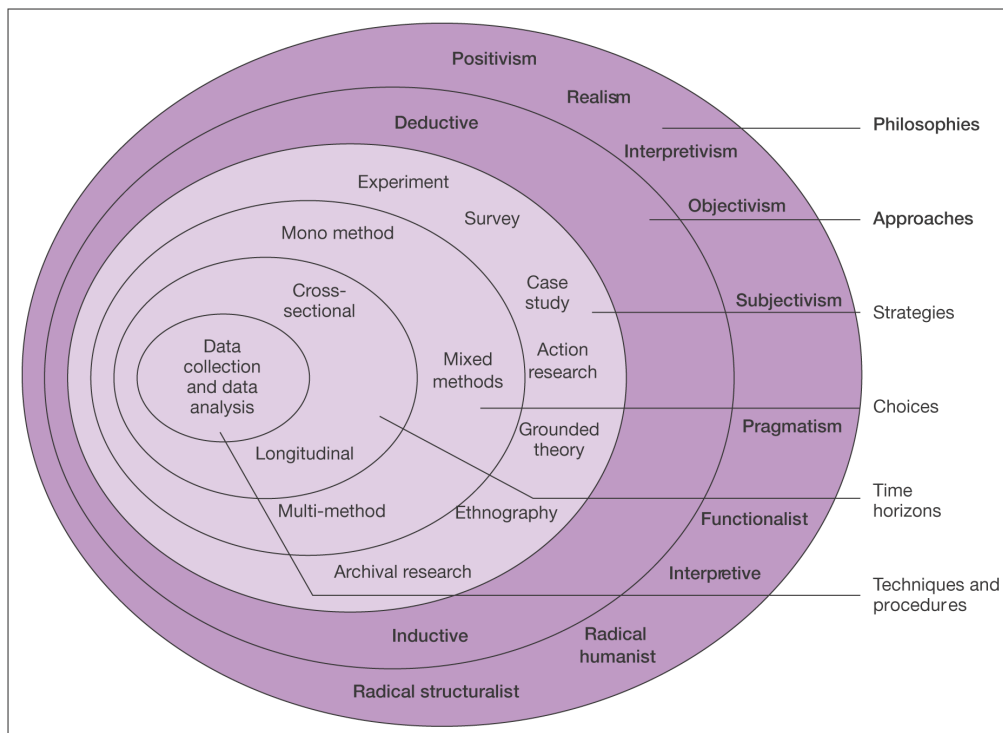 Positivism
Realism
Deductive
Philosophies
Interpretivism
Experiment
Objectivism
Survey
Approaches
Mono method
Case
study
Cross-
sectional
Subjectivism
Strategies
Data
collection
and data
analysis
Mixed
methods
Action
research
Choices
Pragmatism
Grounded
theory
Longitudinal
Time
horizons
Multi-method
Ethnography
Functionalist
Archival research
Interpretive
Techniques and
procedures
Inductive
Radical
humanist
Radical structuralist